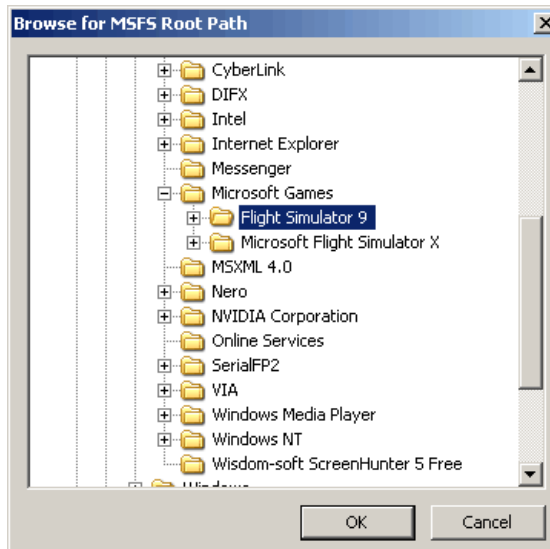 Browse for MSFS Root Path
CyberLink
DIFX
Intel
Internet Explorer
Messenger
Microsoft Games
Flight Simulator 9
Microsoft Flight Simulator X
MSXML 4.0
Nero
NVIDIA Corporation
Online Services
SerialFP2
VIA
Windows Media Player
Windows NT
Wisdom-soft ScreenHunter 5 Free
Windows
OK Cancel